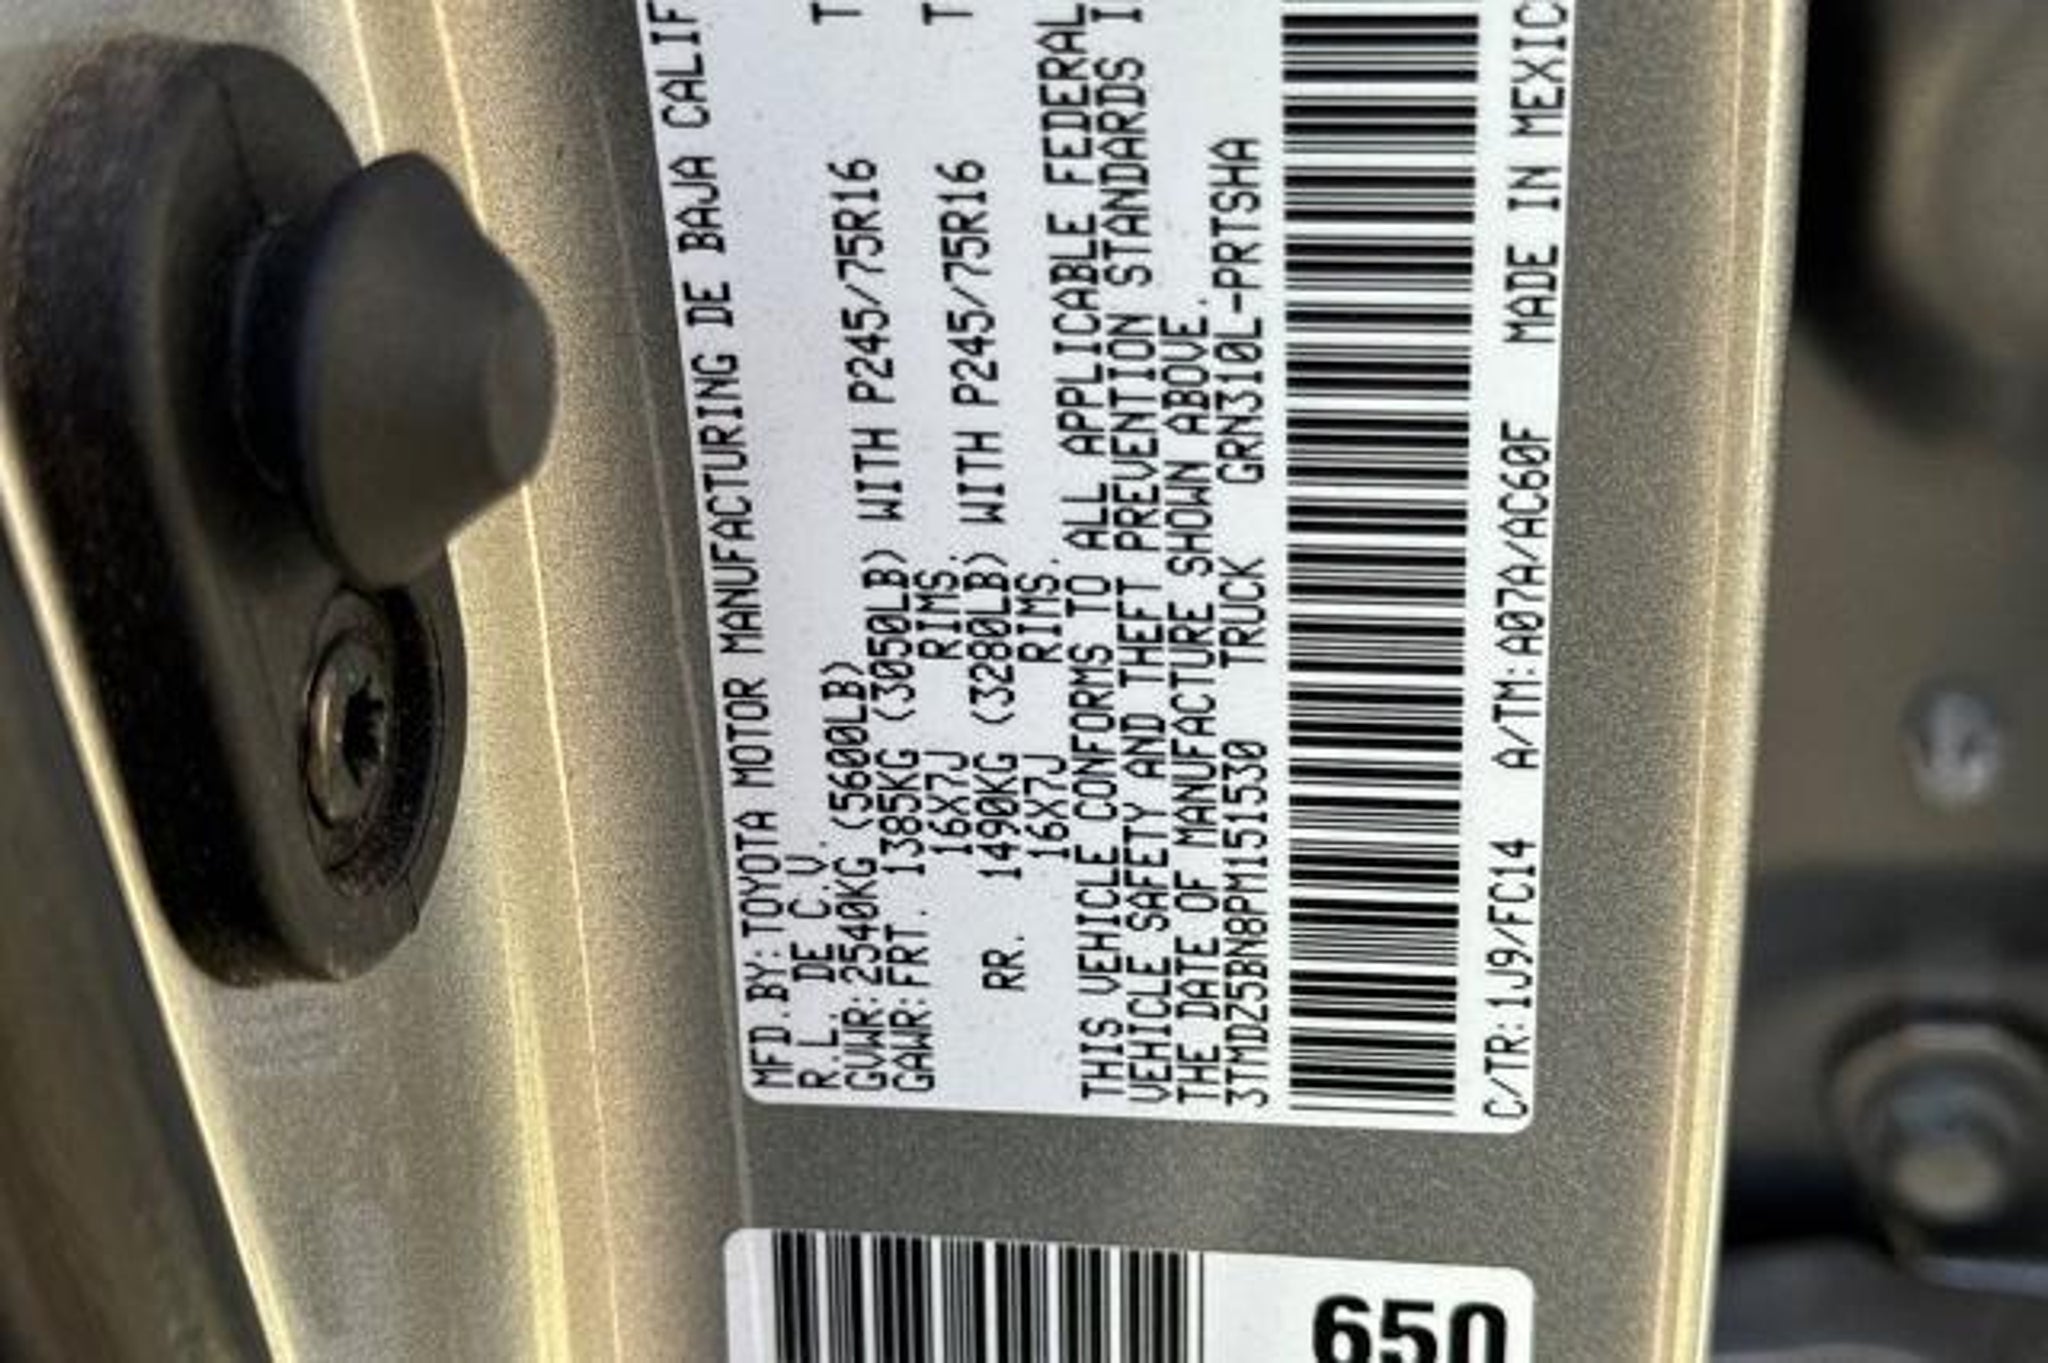 MFD.BY:TOYOTA MOTOR MANUFACTURING DE BAJA CALIF
R.L. DE C.V.
GVWR:2540KG (5600LB)
GAWR:FRT. 1385KG (3050LB) WITH P245/75R16 T
16X7J RIMS.
RR. 1490KG (3280LB) WITH P245/75R16 T
16X7J RIMS.
THIS VEHICLE CONFORMS TO ALL APPLICABLE FEDERAL
VEHICLE SAFETY AND THEFT PREVENTION STANDARDS I
THE DATE OF MANUFACTURE SHOWN ABOVE.
3TMDZ5BN8PM151530 TRUCK GRN310L-PRTSHA
C/TR:1J9/FC14 A/TM:A07A/AC60F MADE IN MEXIC
650